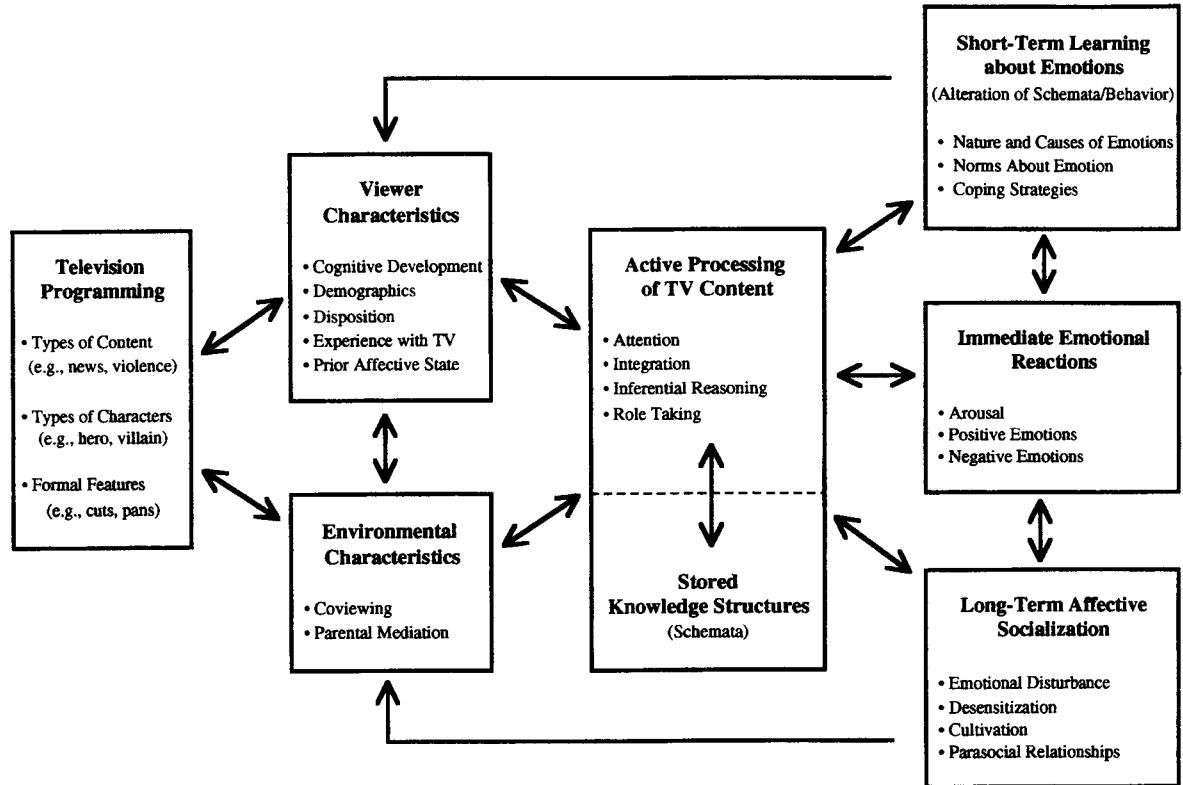 Television
Programming
• Types of Content
(e.g., news, violence)
• Types of Characters
(e.g., hero, villain)
• Formal Features
(e.g., cuts, pans)
Viewer
Characteristics
• Cognitive Development
• Demographics
• Disposition
• Experience with TV
• Prior Affective State
Environmental
Characteristics
• Coviewing
• Parental Mediation
Active Processing
of TV Content
• Attention
• Integration
• Inferential Reasoning
• Role Taking
Stored
Knowledge Structures
(Schemata)
Short-Term Learning
about Emotions
(Alteration of Schemata/Behavior)
• Nature and Causes of Emotions
• Norms About Emotion
• Coping Strategies
Immediate Emotional
Reactions
• Arousal
• Positive Emotions
• Negative Emotions
Long-Term Affective
Socialization
• Emotional Disturbance
• Desensitization
• Cultivation
• Parasocial Relationships